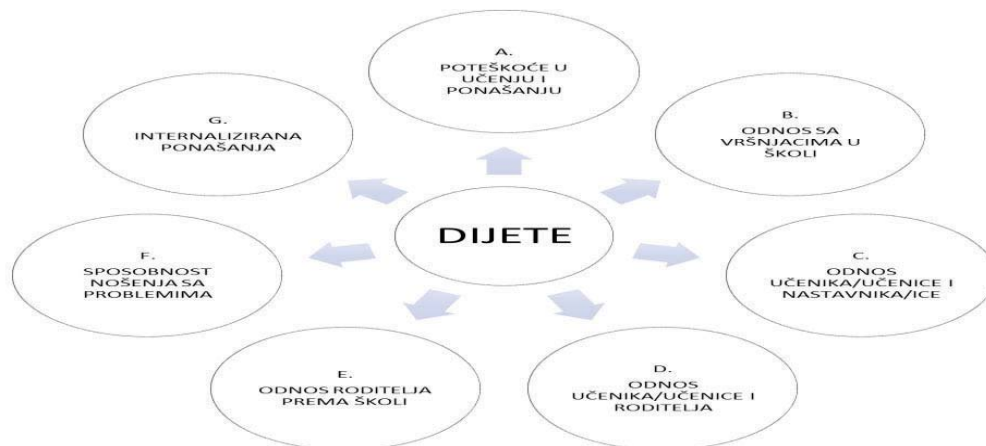 A.
POTEŠKOĆE U
UČENJU I
PONAŠANJU
B.
ODNOS SA
VRŠNJACIMA U
ŠKOLI
C.
ODNOS
UČENIKA/UČENICE I
NASTAVNIKA/ICE
D.
ODNOS
UČENIKA/UČENICE I
RODITELJA
E.
ODNOS RODITELJA
PREMA ŠKOLI
F.
SPOSOBNOST
NOŠENJA SA
PROBLEMIMA
G.
INTERNALIZIRANA
PONAŠANJA
DIJETE